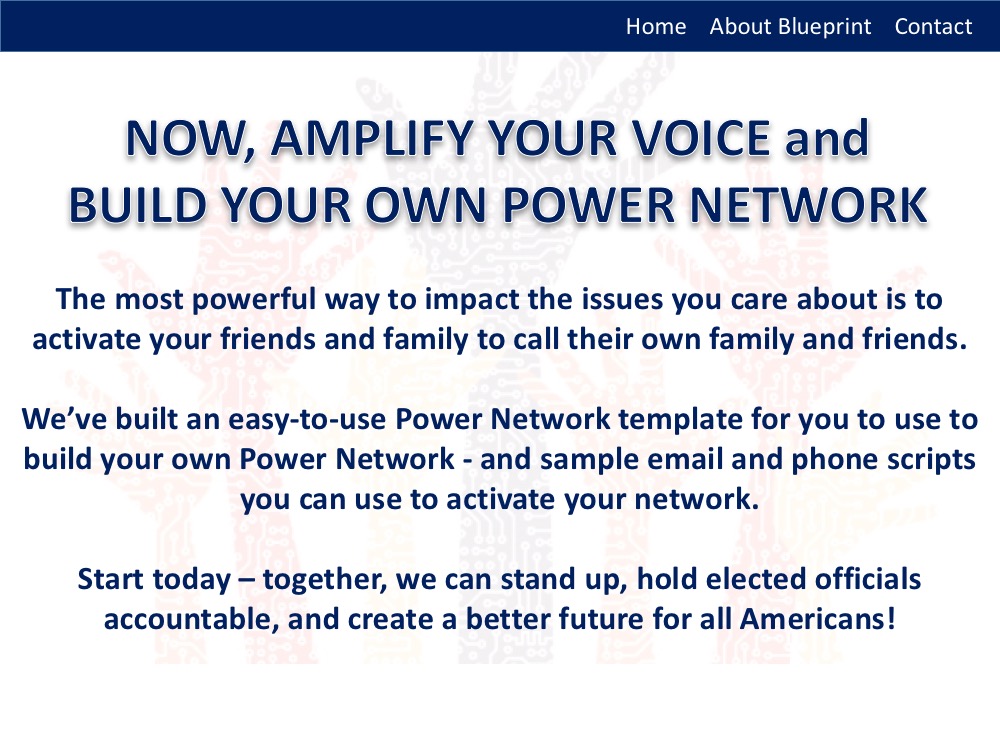 Home About Blueprint Contact
NOW, AMPLIFY YOUR VOICE and
BUILD YOUR OWN POWER NETWORK
The most powerful way to impact the issues you care about is to
activate your friends and family to call their own family and friends.
We’ve built an easy-to-use Power Network template for you to use to
build your own Power Network - and sample email and phone scripts
you can use to activate your network.
Start today – together, we can stand up, hold elected officials
accountable, and create a better future for all Americans!